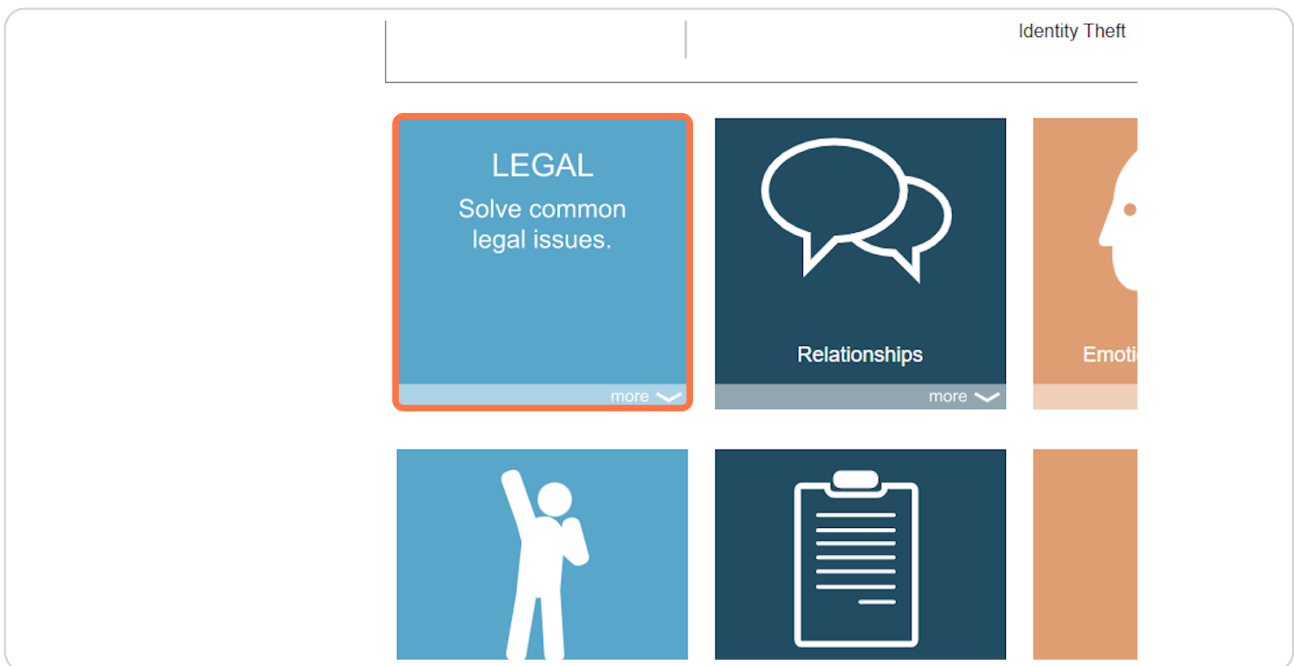 Identity Theft
LEGAL
Solve common
legal issues.
more
Relationships
more